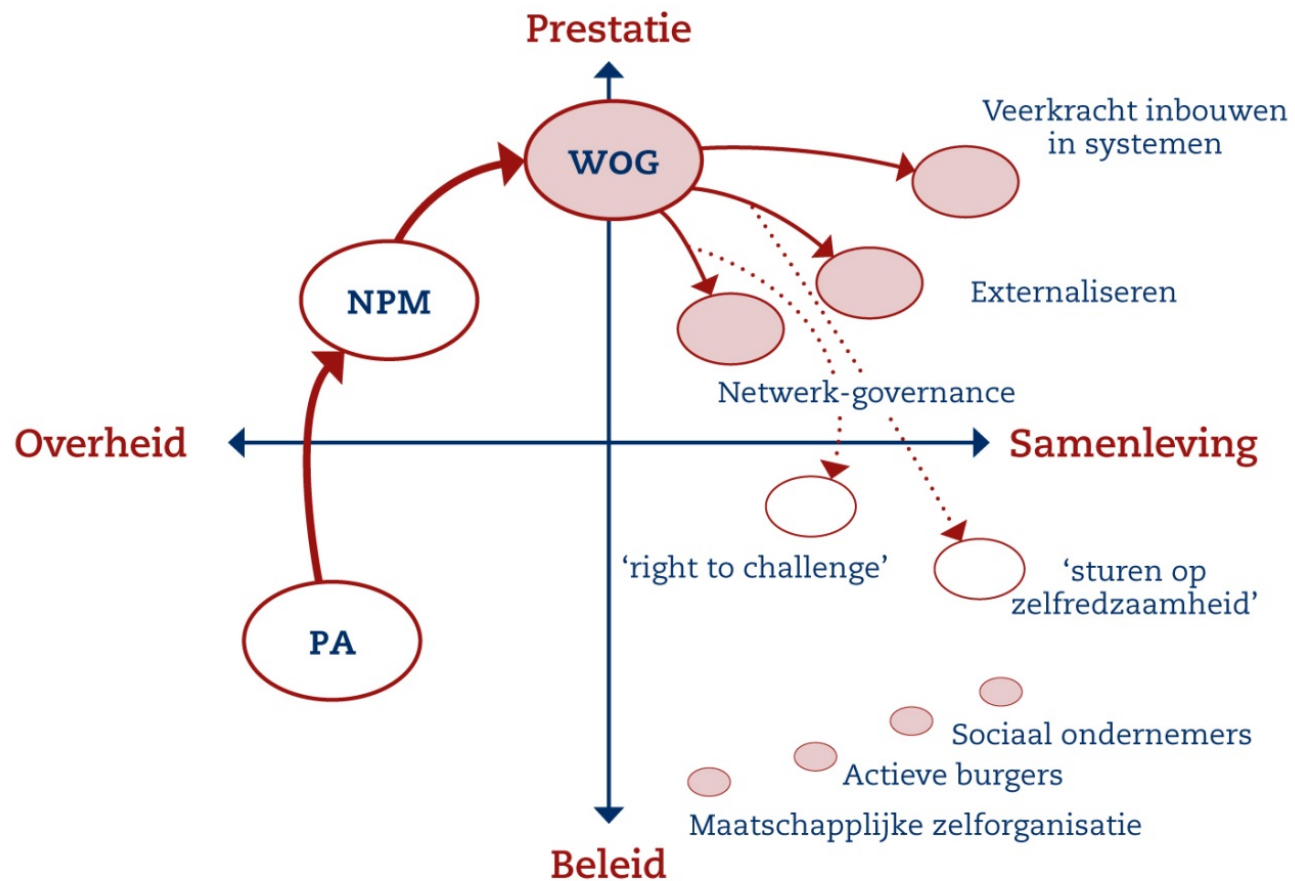 Prestatie
Veerkracht inbouwen
in systemen
WOG
NPM
Externaliseren
Netwerk-governance
Overheid
Samenleving
‘right to challenge’
‘sturen op
zelfredzaamheid’
PA
Sociaal ondernemers
Actieve burgers
Maatschapplijke zelforganisatie
Beleid